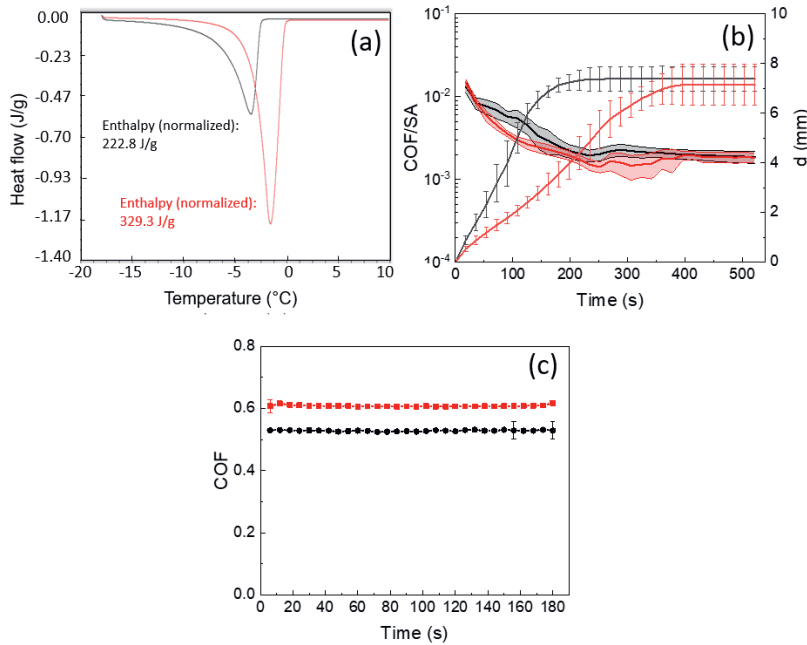 (a)
0.00
-0.23
-0.47
-0.70
-0.93
-1.17
-1.40
Heat flow (J/g)
Enthalpy (normalized):
222.8 J/g
Enthalpy (normalized):
329.3 J/g
-20 -15 -10 -5 0 5 10
Temperature (°C)
(b)
10⁻¹
10⁻²
10⁻³
10⁻⁴
COF/SA
10
8
6
4
2
0
d (mm)
0 100 200 300 400 500
Time (s)
(c)
0.8
0.6
0.4
0.2
0.0
COF
0 20 40 60 80 100 120 140 160 180
Time (s)